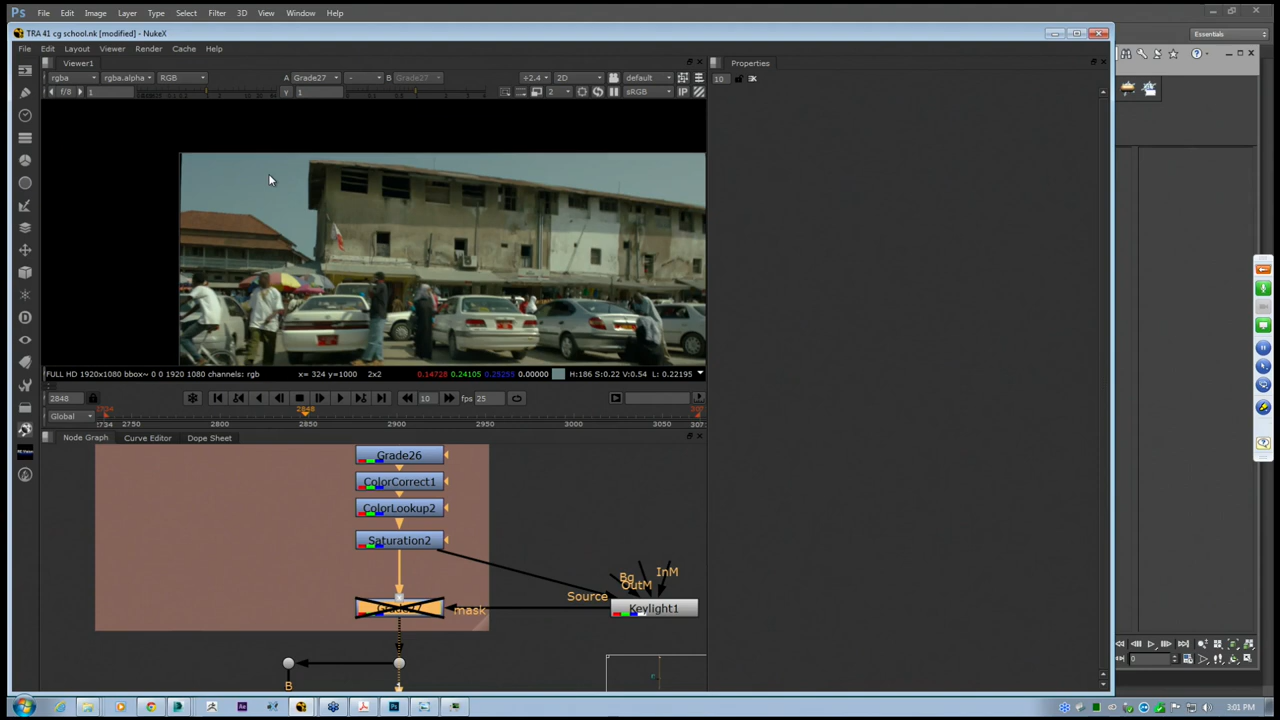 Ps File Edit Image Layer Type Select Filter 3D View Window Help
TRA 41 cg school.nk [modified] - NukeX
Essentials
File Edit Layout Viewer Render Cache Help
Viewer1
Properties
rgba rgba.alpha RGB A Grade27 - B Grade27 ÷2.4 2D default
10
f/8 1 Y 1 2 sRGB IP
FULL HD 1920x1080 bbox~ 0 0 1920 1080 channels: rgb x= 324 y=1000 2x2 0.14728 0.24105 0.25255 0.00000 H:186 S:0.22 V:0.54 L: 0.22195
2848 10 fps 25
Global 2848
2750 2800 2850 2900 2950 3000 3050
Node Graph Curve Editor Dope Sheet
Grade26
ColorCorrect1
ColorLookup2
Saturation2
InM
Bg
OutM
Source
mask
Keylight1
B
0
3:01 PM